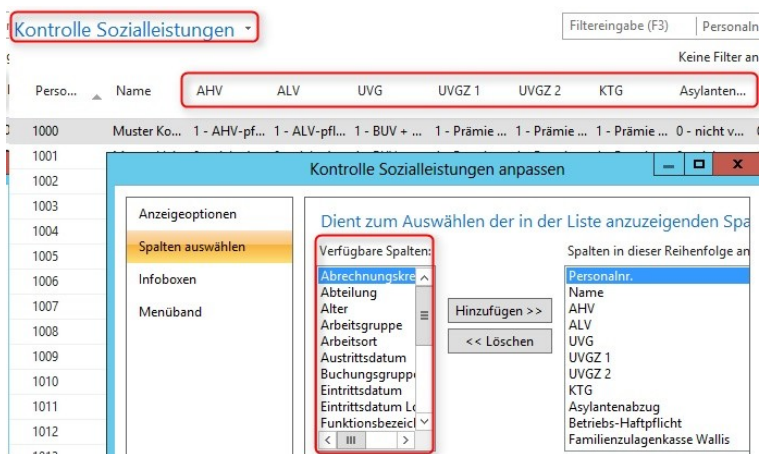 Kontrolle Sozialleistungen
Filtereingabe (F3) Personaln
Keine Filter an
Perso... Name AHV ALV UVG UVGZ 1 UVGZ 2 KTG Asylanten...
1000 Muster Ko... 1 - AHV-pf... 1 - ALV-pfl... 1 - BUV + ... 1 - Prämie ... 1 - Prämie ... 1 - Prämie ... 0 - nicht v...
1001
1002
1003
1004
1005
1006
1007
1008
1009
1010
1011
1012
Kontrolle Sozialleistungen anpassen
Anzeigeoptionen
Spalten auswählen
Infoboxen
Menüband
Dient zum Auswählen der in der Liste anzuzeigenden Spa
Verfügbare Spalten:
Abrechnungskre
Abteilung
Alter
Arbeitsgruppe
Arbeitsort
Austrittsdatum
Buchungsgruppe
Eintrittsdatum
Eintrittsdatum Lo
Funktionsbezeicl
Hinzufügen >>
<< Löschen
Spalten in dieser Reihenfolge an
Personalnr.
Name
AHV
ALV
UVG
UVGZ 1
UVGZ 2
KTG
Asylantenabzug
Betriebs-Haftpflicht
Familienzulagenkasse Wallis